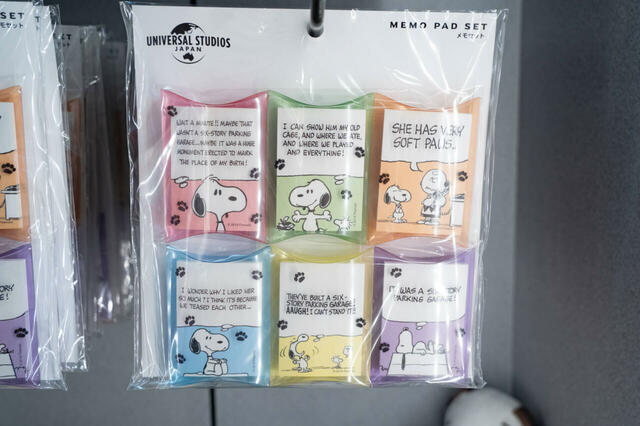 SET
UNIVERSAL STUDIOS
JAPAN
MEMO PAD SET
メモセット
WAIT A MINUTE!! MAYBE THAT
WASN'T A SIX-STORY PARKING
GARAGE...MAYBE IT WAS A HUGE
MONUMENT ERECTED TO MARK
THE PLACE OF MY BIRTH!
I CAN SHOW HIM MY OLD
CAGE, AND WHERE WE ATE,
AND WHERE WE PLAYED
AND EVERYTHING!
SHE HAS VERY
SOFT PAWS..
I WONDER WHY I LIKED HER
SO MUCH? I THINK IT'S BECAUSE
WE TEASED EACH OTHER...
THEY'VE BUILT A SIX-
STORY PARKING GARAGE!
AAUGH! I CAN'T STAND IT!
IT WAS A SIX-STORY
PARKING GARAGE!